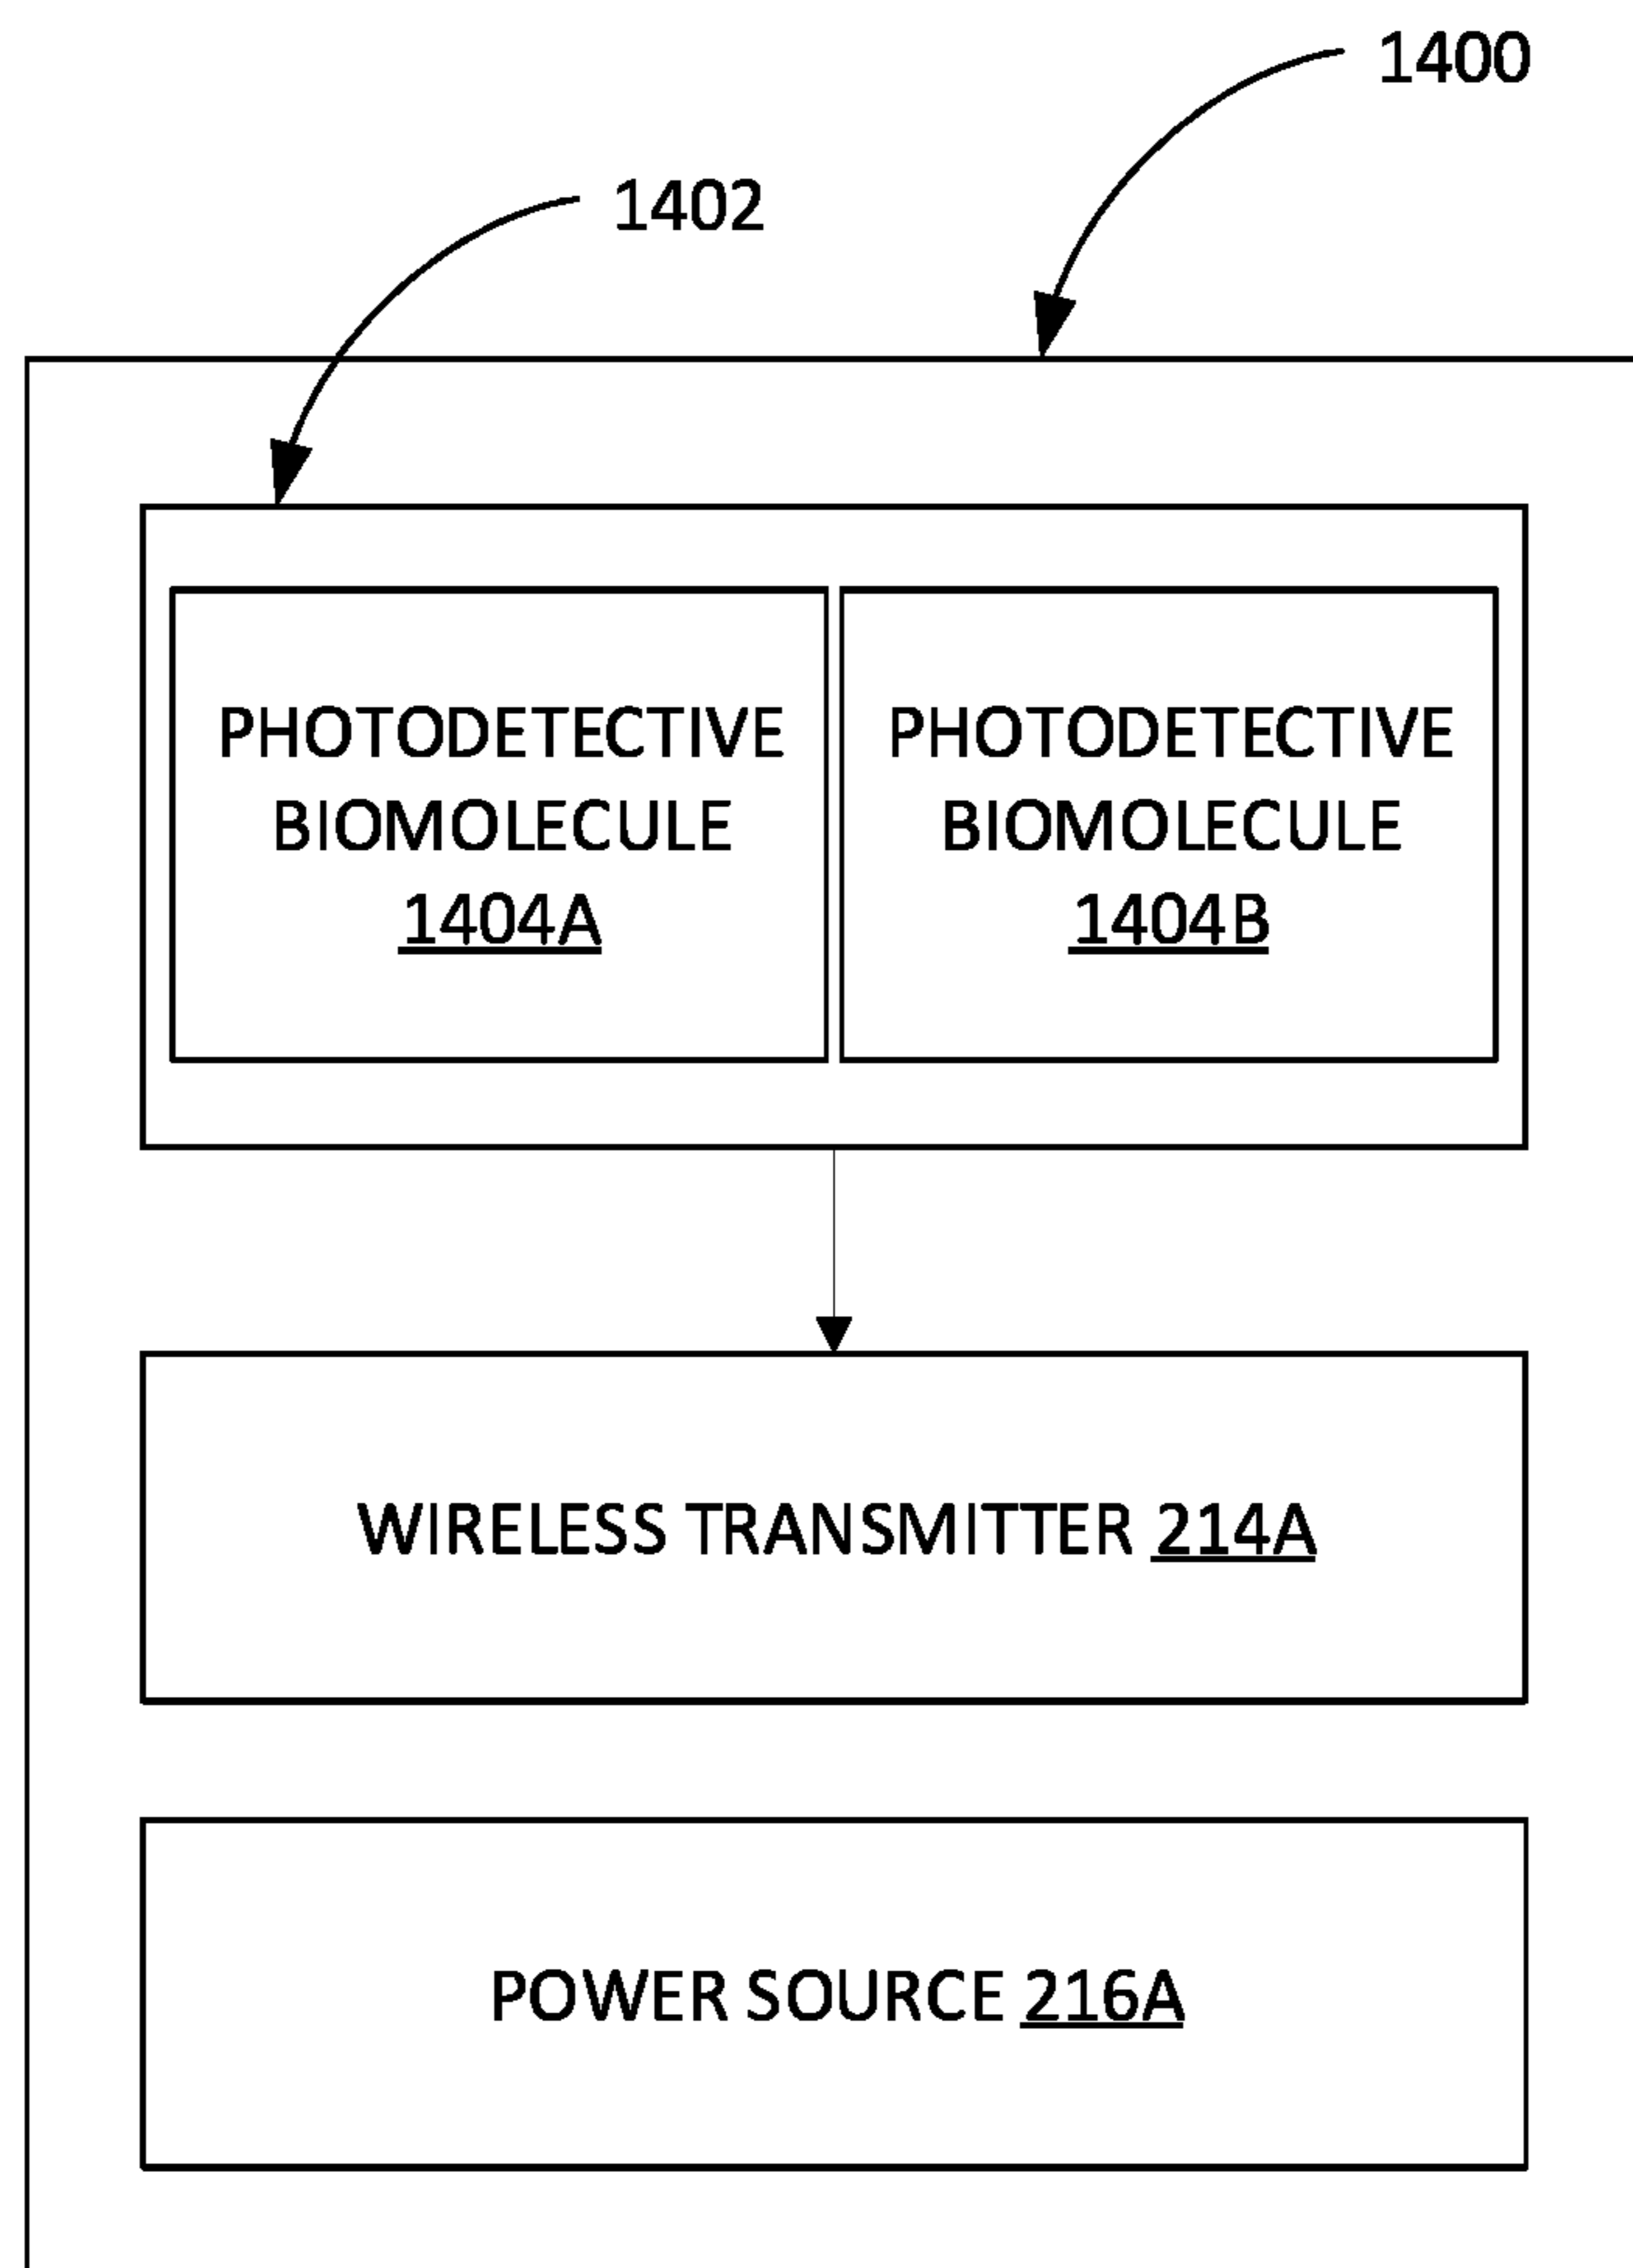 1400
1402
PHOTODETECTIVE
BIOMOLECULE
1404A
PHOTODETECTIVE
BIOMOLECULE
1404B
WIRELESS TRANSMITTER 214A
POWER SOURCE 216A